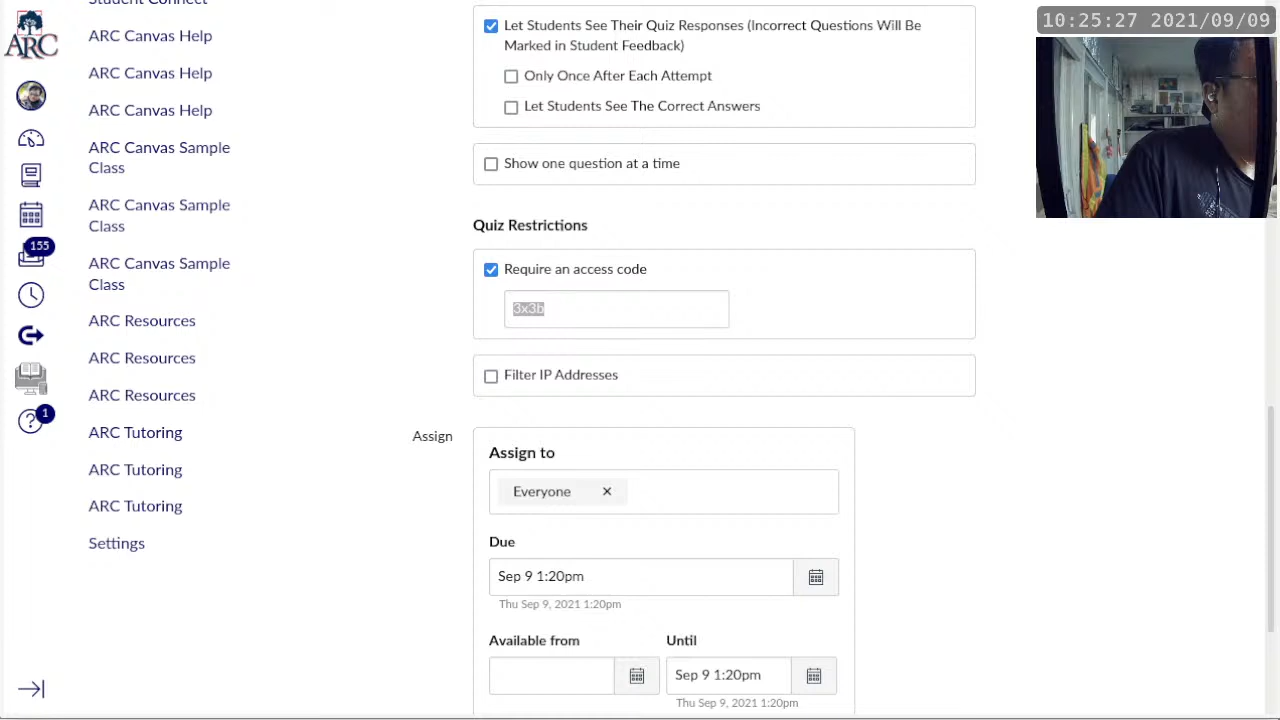 Student Connect
ARC Canvas Help
ARC Canvas Help
ARC Canvas Help
ARC Canvas Sample
Class
ARC Canvas Sample
Class
ARC Canvas Sample
Class
ARC Resources
ARC Resources
ARC Resources
ARC Tutoring
ARC Tutoring
ARC Tutoring
Settings
ARC
155
1
Let Students See Their Quiz Responses (Incorrect Questions Will Be
Marked in Student Feedback)
Only Once After Each Attempt
Let Students See The Correct Answers
Show one question at a time
Quiz Restrictions
Require an access code
3x3b
Filter IP Addresses
Assign
Assign to
Everyone
Due
Sep 9 1:20pm
Thu Sep 9, 2021 1:20pm
Available from
Until
Sep 9 1:20pm
Thu Sep 9, 2021 1:20pm
10:25:27 2021/09/09